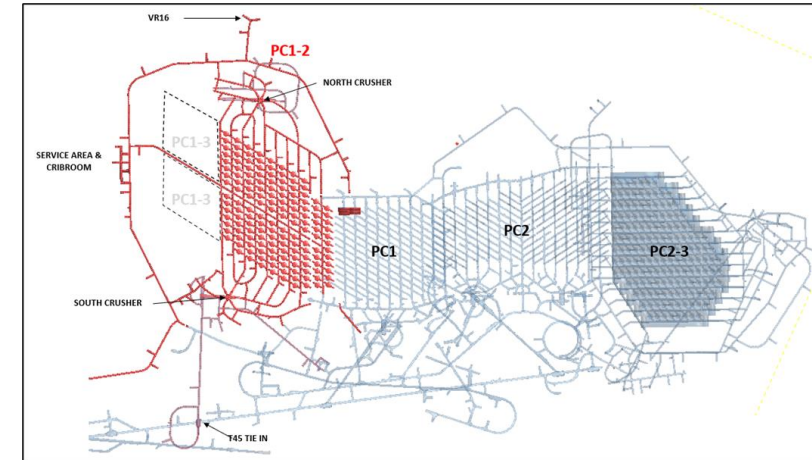 VR16
PC1-2
NORTH CRUSHER
PC1-3
SERVICE AREA &
CRIBROOM
PC1-3
PC1
PC2
PC2-3
SOUTH CRUSHER
T45 TIE IN